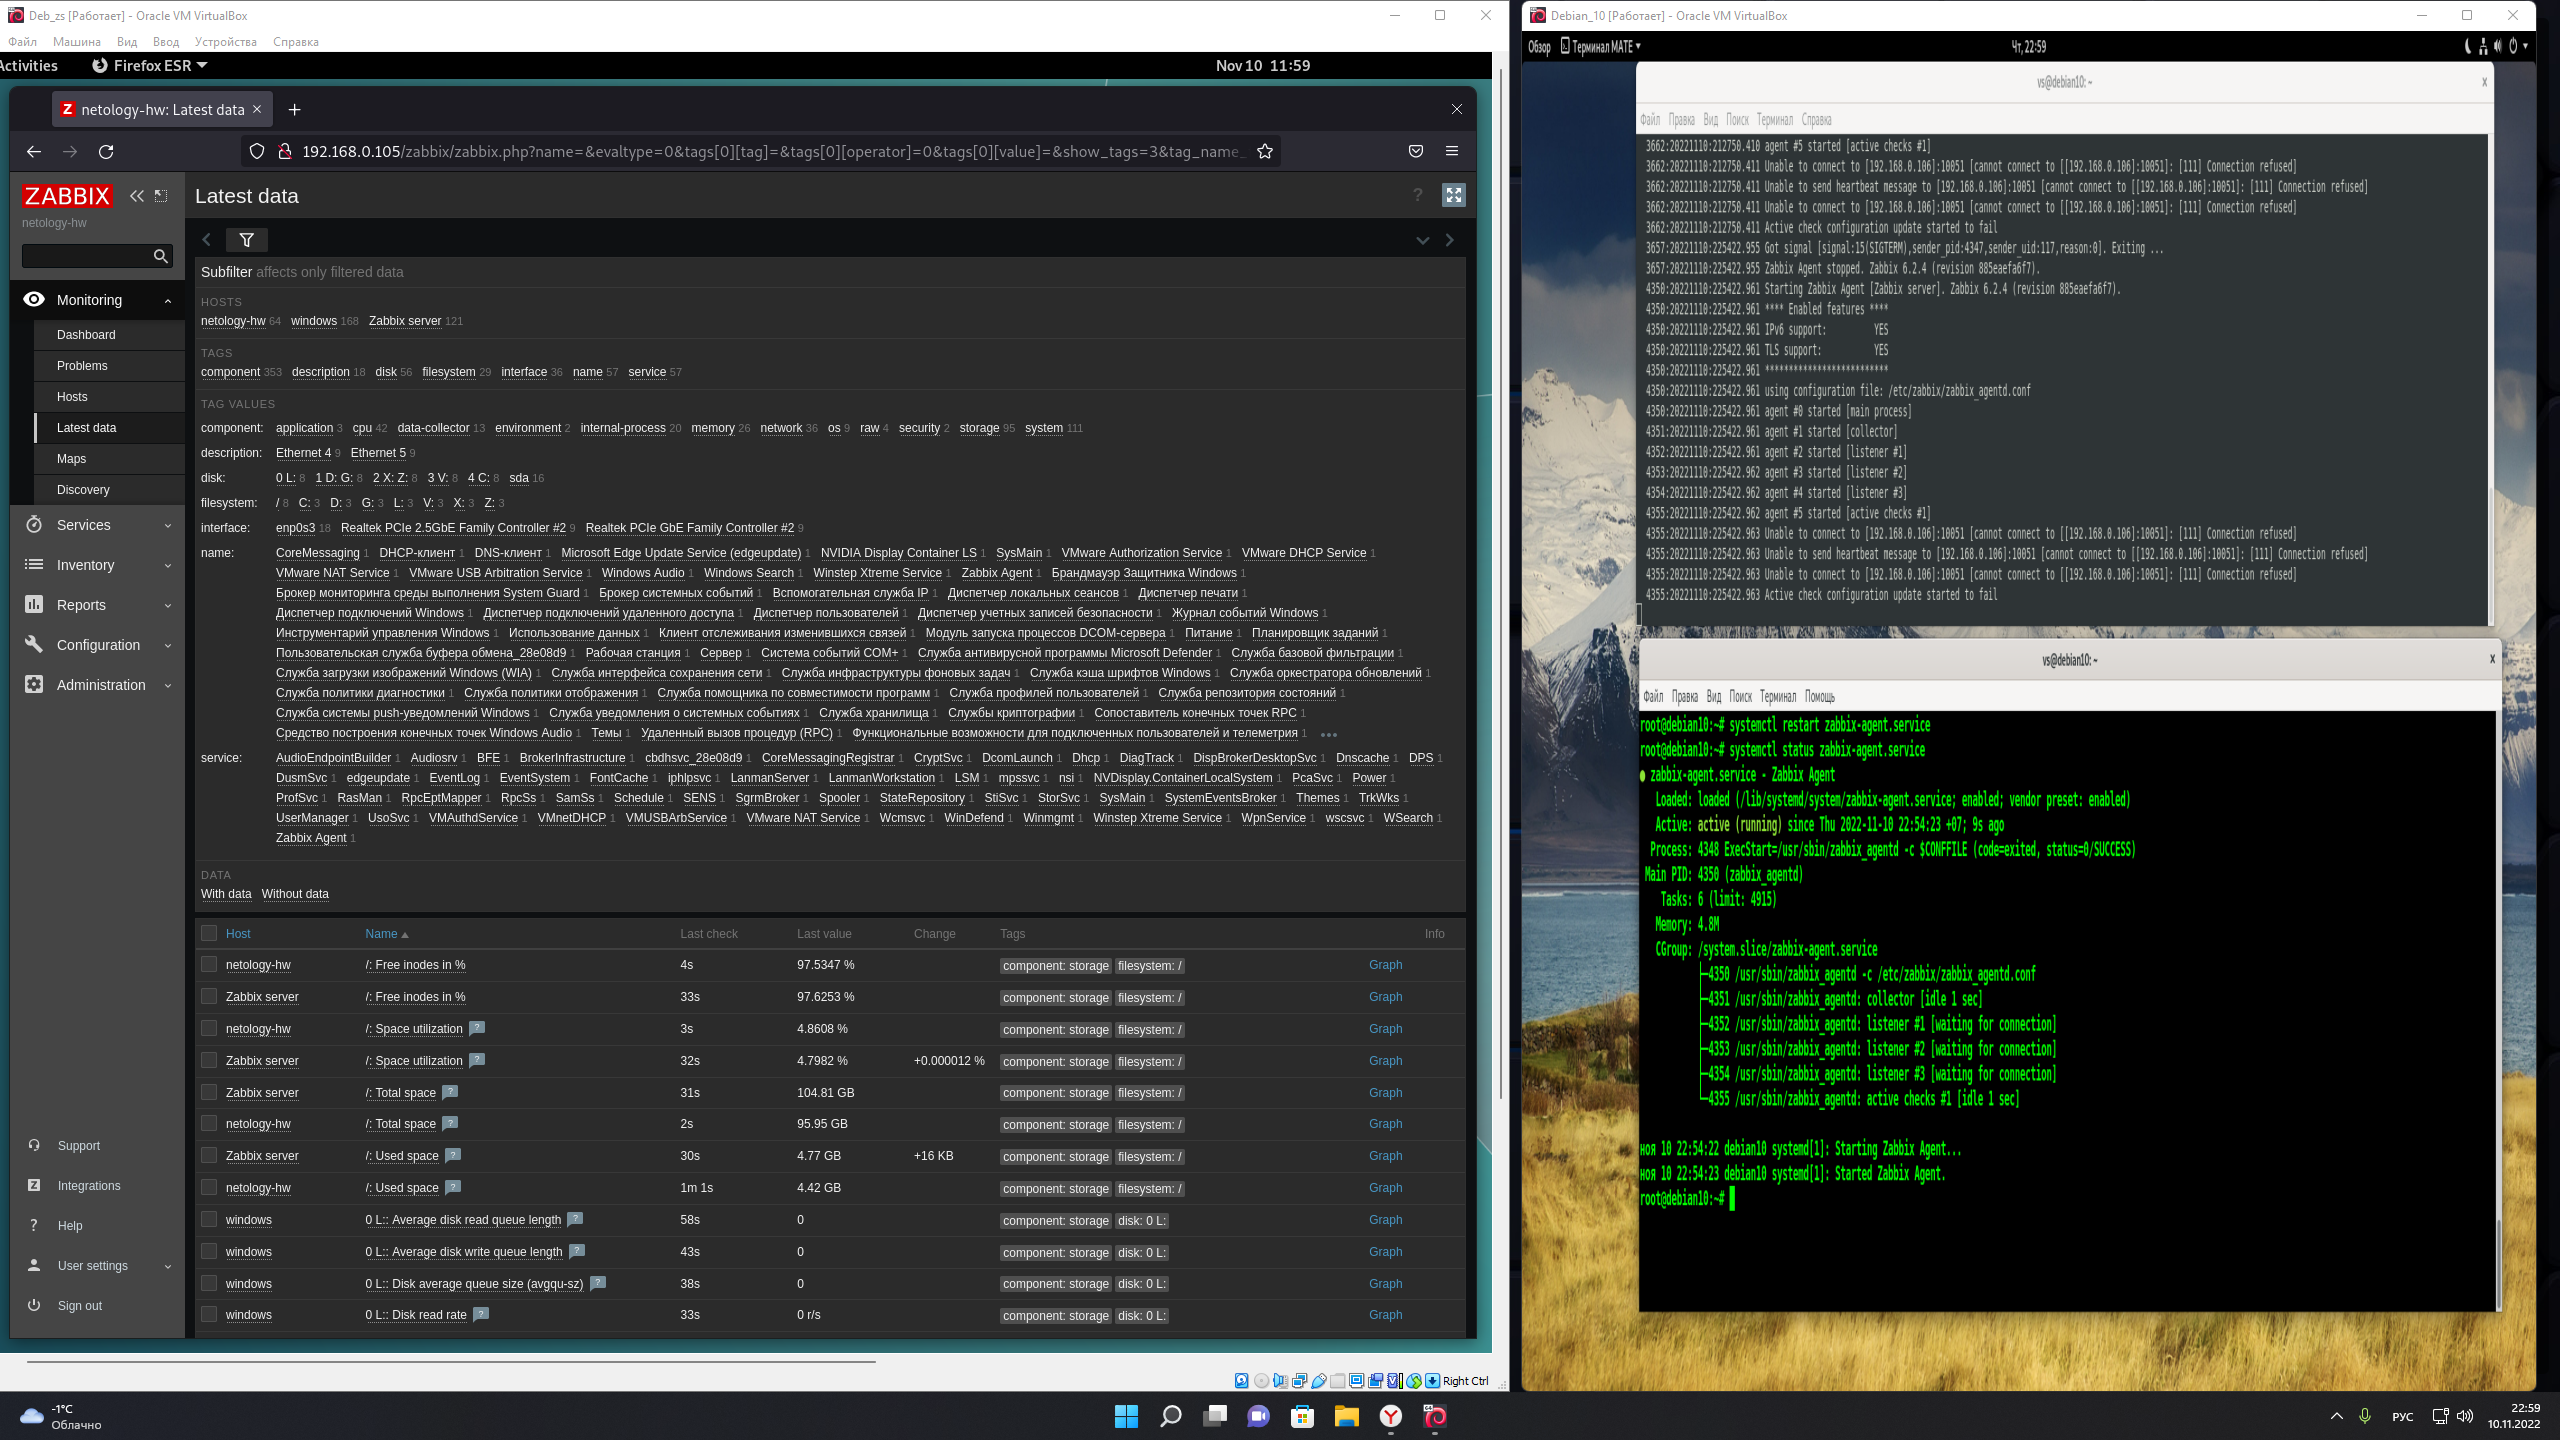 Deb_zs [Работает] - Oracle VM VirtualBox
Файл Машина Вид Ввод Устройства Справка
Activities Firefox ESR Nov 10 11:59
netology-hw: Latest data
192.168.0.105/zabbix/zabbix.php?name=&evaltype=0&tags[0][tag]=&tags[0][operator]=0&tags[0][value]=&show_tags=3&tag_name_
ZABBIX
netology-hw
Monitoring
Dashboard
Problems
Hosts
Latest data
Maps
Discovery
Services
Inventory
Reports
Configuration
Administration
Support
Integrations
Help
User settings
Sign out
Latest data
Subfilter affects only filtered data
HOSTS
netology-hw 64 windows 168 Zabbix server 121
TAGS
component 353 description 18 disk 56 filesystem 29 interface 36 name 57 service 57
TAG VALUES
component: application 3 cpu 42 data-collector 13 environment 2 internal-process 20 memory 26 network 36 os 9 raw 4 security 2 storage 95 system 111
description: Ethernet 4 9 Ethernet 5 9
disk: 0 L: 8 1 D: G: 8 2 X: Z: 8 3 V: 8 4 C: 8 sda 16
filesystem: / 8 C: 3 D: 3 G: 3 L: 3 V: 3 X: 3 Z: 3
interface: enp0s3 18 Realtek PCIe 2.5GbE Family Controller #2 9 Realtek PCIe GbE Family Controller #2 9
name: CoreMessaging 1 DHCP-клиент 1 DNS-клиент 1 Microsoft Edge Update Service (edgeupdate) 1 NVIDIA Display Container LS 1 SysMain 1 VMware Authorization Service 1 VMware DHCP Service 1
VMware NAT Service 1 VMware USB Arbitration Service 1 Windows Audio 1 Windows Search 1 Winstep Xtreme Service 1 Zabbix Agent 1 Брандмауэр Защитника Windows 1
Брокер мониторинга среды выполнения System Guard 1 Брокер системных событий 1 Вспомогательная служба IP 1 Диспетчер локальных сеансов 1 Диспетчер печати 1
Диспетчер подключений Windows 1 Диспетчер подключений удаленного доступа 1 Диспетчер пользователей 1 Диспетчер учетных записей безопасности 1 Журнал событий Windows 1
Инструментарий управления Windows 1 Использование данных 1 Клиент отслеживания изменившихся связей 1 Модуль запуска процессов DCOM-сервера 1 Питание 1 Планировщик заданий 1
Пользовательская служба буфера обмена_28e08d9 1 Рабочая станция 1 Сервер 1 Система событий COM+ 1 Служба антивирусной программы Microsoft Defender 1 Служба базовой фильтрации 1
Служба загрузки изображений Windows (WIA) 1 Служба интерфейса сохранения сети 1 Служба инфраструктуры фоновых задач 1 Служба кэша шрифтов Windows 1 Служба оркестратора обновлений 1
Служба политики диагностики 1 Служба политики отображения 1 Служба помощника по совместимости программ 1 Служба профилей пользователей 1 Служба репозитория состояний 1
Служба системы push-уведомлений Windows 1 Служба уведомления о системных событиях 1 Служба хранилища 1 Службы криптографии 1 Сопоставитель конечных точек RPC 1
Средство построения конечных точек Windows Audio 1 Темы 1 Удаленный вызов процедур (RPC) 1 Функциональные возможности для подключенных пользователей и телеметрия 1 •••
service: AudioEndpointBuilder 1 Audiosrv 1 BFE 1 BrokerInfrastructure 1 cbdhsvc_28e08d9 1 CoreMessagingRegistrar 1 CryptSvc 1 DcomLaunch 1 Dhcp 1 DiagTrack 1 DispBrokerDesktopSvc 1 Dnscache 1 DPS 1
DusmSvc 1 edgeupdate 1 EventLog 1 EventSystem 1 FontCache 1 iphlpsvc 1 LanmanServer 1 LanmanWorkstation 1 LSM 1 mpssvc 1 nsi 1 NVDisplay.ContainerLocalSystem 1 PcaSvc 1 Power 1
ProfSvc 1 RasMan 1 RpcEptMapper 1 RpcSs 1 SamSs 1 Schedule 1 SENS 1 SgrmBroker 1 Spooler 1 StateRepository 1 StiSvc 1 StorSvc 1 SysMain 1 SystemEventsBroker 1 Themes 1 TrkWks 1
UserManager 1 UsoSvc 1 VMAuthdService 1 VMnetDHCP 1 VMUSBArbService 1 VMware NAT Service 1 Wcmsvc 1 WinDefend 1 Winmgmt 1 Winstep Xtreme Service 1 WpnService 1 wscsvc 1 WSearch 1
Zabbix Agent 1
DATA
With data Without data
Host Name Last check Last value Change Tags Info
netology-hw /: Free inodes in % 4s 97.5347 % component: storage filesystem: / Graph
Zabbix server /: Free inodes in % 33s 97.6253 % component: storage filesystem: / Graph
netology-hw /: Space utilization ? 3s 4.8608 % component: storage filesystem: / Graph
Zabbix server /: Space utilization ? 32s 4.7982 % +0.000012 % component: storage filesystem: / Graph
Zabbix server /: Total space ? 31s 104.81 GB component: storage filesystem: / Graph
netology-hw /: Total space ? 2s 95.95 GB component: storage filesystem: / Graph
Zabbix server /: Used space ? 30s 4.77 GB +16 KB component: storage filesystem: / Graph
netology-hw /: Used space ? 1m 1s 4.42 GB component: storage filesystem: / Graph
windows 0 L:: Average disk read queue length ? 58s 0 component: storage disk: 0 L: Graph
windows 0 L:: Average disk write queue length ? 43s 0 component: storage disk: 0 L: Graph
windows 0 L:: Disk average queue size (avgqu-sz) ? 38s 0 component: storage disk: 0 L: Graph
windows 0 L:: Disk read rate ? 33s 0 r/s component: storage disk: 0 L: Graph
Right Ctrl
Debian_10 [Работает] - Oracle VM VirtualBox
Обзор Терминал MATE Чт, 22:59
vs@debian10: ~
Файл Правка Вид Поиск Терминал Справка
3662:20221110:212750.410 agent #5 started [active checks #1]
3662:20221110:212750.411 Unable to connect to [192.168.0.106]:10051 [cannot connect to [[192.168.0.106]:10051]: [111] Connection refused]
3662:20221110:212750.411 Unable to send heartbeat message to [192.168.0.106]:10051 [cannot connect to [[192.168.0.106]:10051]: [111] Connection refused]
3662:20221110:212750.411 Unable to connect to [192.168.0.106]:10051 [cannot connect to [[192.168.0.106]:10051]: [111] Connection refused]
3662:20221110:212750.411 Active check configuration update started to fail
3657:20221110:225422.955 Got signal [signal:15(SIGTERM),sender_pid:4347,sender_uid:117,reason:0]. Exiting ...
3657:20221110:225422.955 Zabbix Agent stopped. Zabbix 6.2.4 (revision 885eaefa6f7).
4350:20221110:225422.961 Starting Zabbix Agent [Zabbix server]. Zabbix 6.2.4 (revision 885eaefa6f7).
4350:20221110:225422.961 **** Enabled features ****
4350:20221110:225422.961 IPv6 support: YES
4350:20221110:225422.961 TLS support: YES
4350:20221110:225422.961 **************************
4350:20221110:225422.961 using configuration file: /etc/zabbix/zabbix_agentd.conf
4350:20221110:225422.961 agent #0 started [main process]
4351:20221110:225422.961 agent #1 started [collector]
4352:20221110:225422.961 agent #2 started [listener #1]
4353:20221110:225422.962 agent #3 started [listener #2]
4354:20221110:225422.962 agent #4 started [listener #3]
4355:20221110:225422.962 agent #5 started [active checks #1]
4355:20221110:225422.963 Unable to connect to [192.168.0.106]:10051 [cannot connect to [[192.168.0.106]:10051]: [111] Connection refused]
4355:20221110:225422.963 Unable to send heartbeat message to [192.168.0.106]:10051 [cannot connect to [[192.168.0.106]:10051]: [111] Connection refused]
4355:20221110:225422.963 Unable to connect to [192.168.0.106]:10051 [cannot connect to [[192.168.0.106]:10051]: [111] Connection refused]
4355:20221110:225422.963 Active check configuration update started to fail
vs@debian10: ~
Файл Правка Вид Поиск Терминал Помощь
root@debian10:~# systemctl restart zabbix-agent.service
root@debian10:~# systemctl status zabbix-agent.service
● zabbix-agent.service - Zabbix Agent
Loaded: loaded (/lib/systemd/system/zabbix-agent.service; enabled; vendor preset: enabled)
Active: active (running) since Thu 2022-11-10 22:54:23 +07; 9s ago
Process: 4348 ExecStart=/usr/sbin/zabbix_agentd -c $CONFFILE (code=exited, status=0/SUCCESS)
Main PID: 4350 (zabbix_agentd)
Tasks: 6 (limit: 4915)
Memory: 4.8M
CGroup: /system.slice/zabbix-agent.service
├─4350 /usr/sbin/zabbix_agentd -c /etc/zabbix/zabbix_agentd.conf
├─4351 /usr/sbin/zabbix_agentd: collector [idle 1 sec]
├─4352 /usr/sbin/zabbix_agentd: listener #1 [waiting for connection]
├─4353 /usr/sbin/zabbix_agentd: listener #2 [waiting for connection]
├─4354 /usr/sbin/zabbix_agentd: listener #3 [waiting for connection]
└─4355 /usr/sbin/zabbix_agentd: active checks #1 [idle 1 sec]
ноя 10 22:54:22 debian10 systemd[1]: Starting Zabbix Agent...
ноя 10 22:54:23 debian10 systemd[1]: Started Zabbix Agent.
root@debian10:~#
-1°C
Облачно
РУС
22:59
10.11.2022